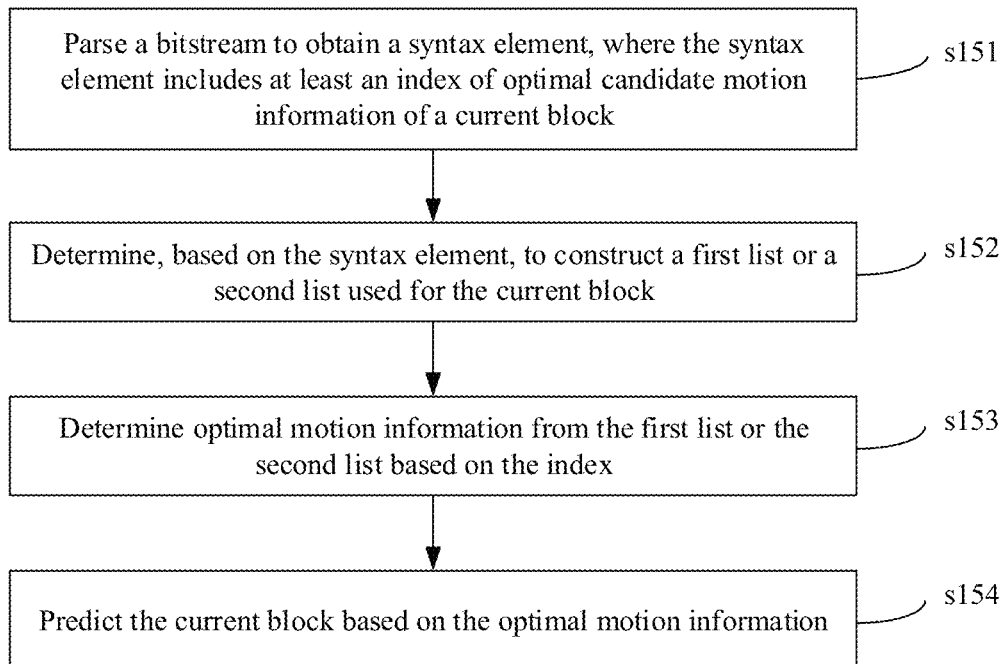 Parse a bitstream to obtain a syntax element, where the syntax
element includes at least an index of optimal candidate motion
information of a current block
s151
Determine, based on the syntax element, to construct a first list or a
second list used for the current block
s152
Determine optimal motion information from the first list or the
second list based on the index
s153
Predict the current block based on the optimal motion information
s154